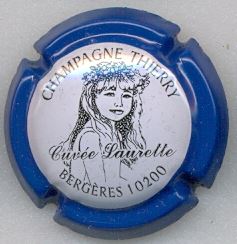 CHAMPAGNE THIERRY
Cuvée Laurette
BERGÈRES 10200